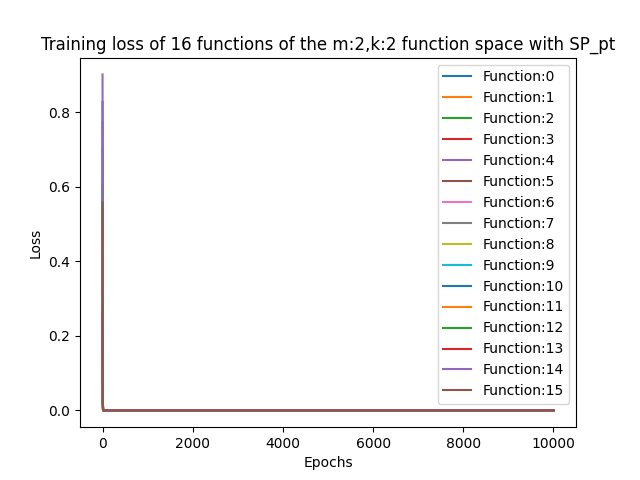 Training loss of 16 functions of the m:2,k:2 function space with SP_pt
Loss
0.8
0.6
0.4
0.2
0.0
Function:0
Function:1
Function:2
Function:3
Function:4
Function:5
Function:6
Function:7
Function:8
Function:9
Function:10
Function:11
Function:12
Function:13
Function:14
Function:15
0 2000 4000 6000 8000 10000
Epochs